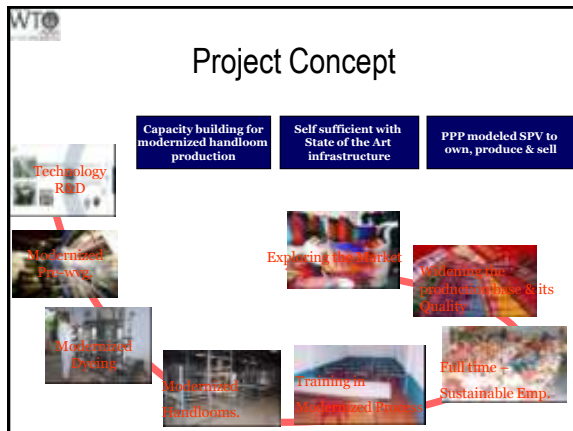 WTO
Project Concept
Capacity building for
modernized handloom
production
Self sufficient with
State of the Art
infrastructure
PPP modeled SPV to
own, produce & sell
Technology
R&D
Modernized
Pre-wvg.
Modernized
Dyeing.
Modernized
Handlooms.
Training in
Modernized
Full time –
Sustainable Emp.
Widening the
product base & its
Quality
Exploring the Market